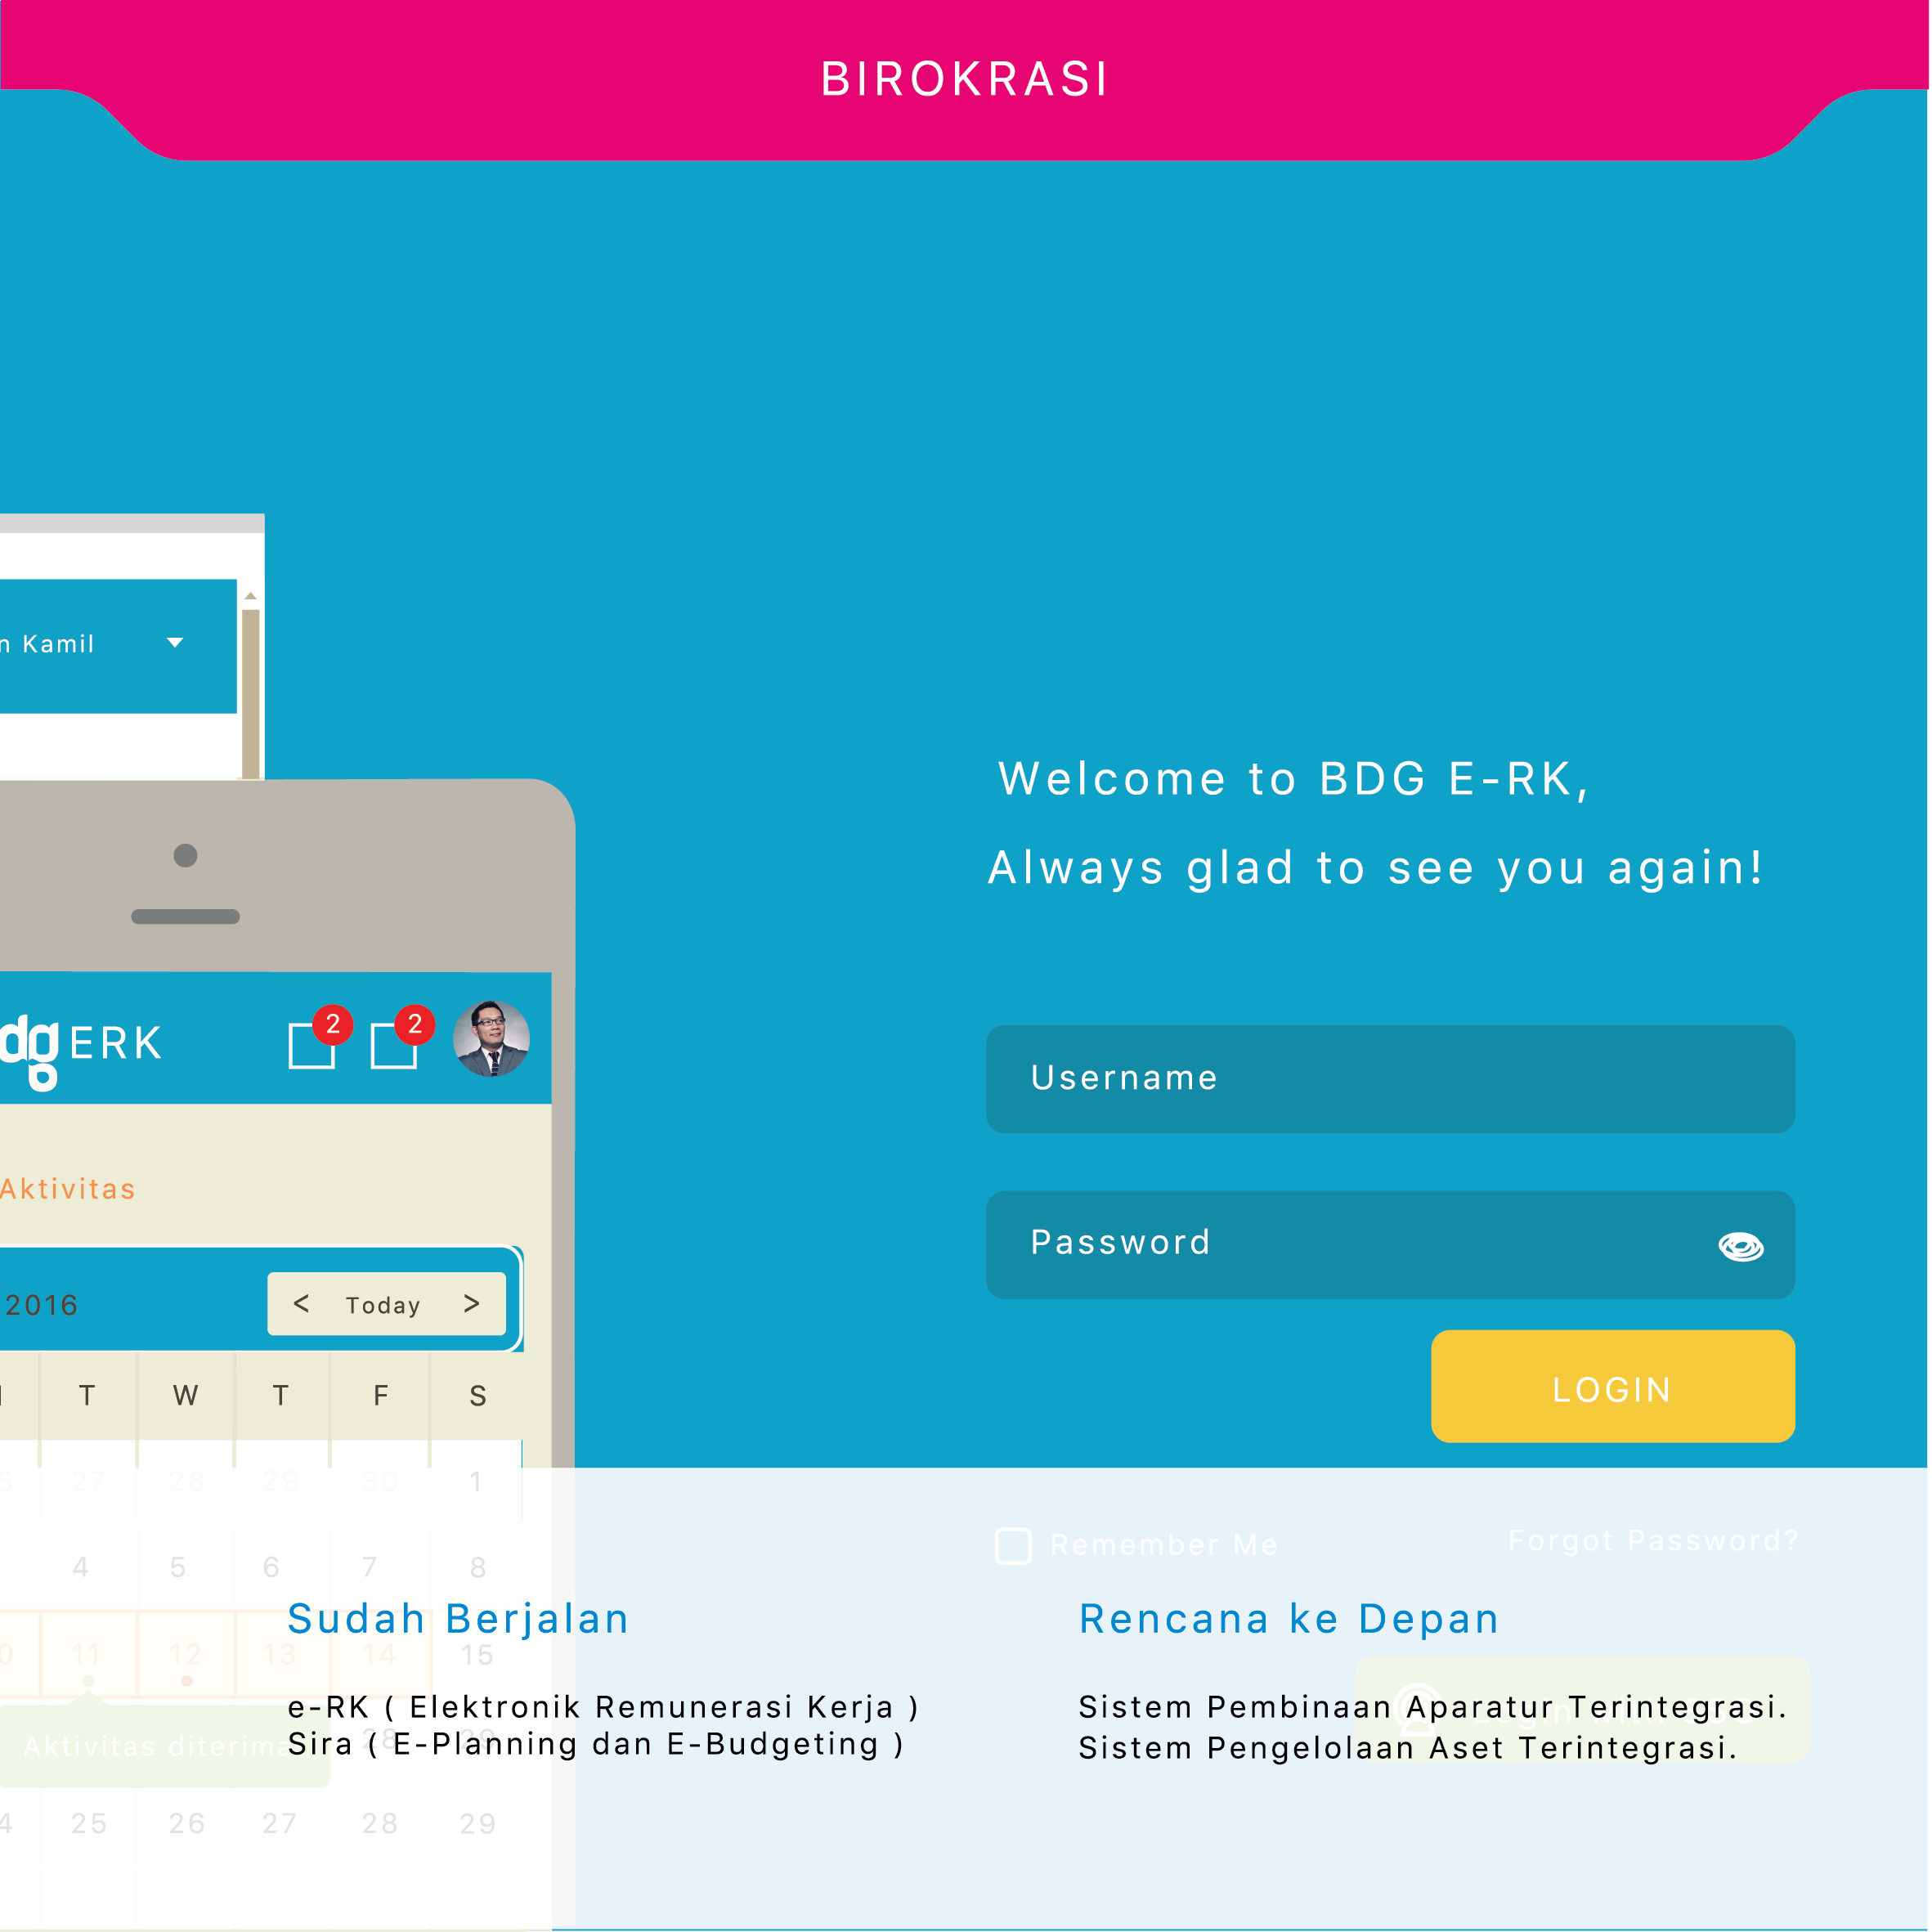 BIROKRASI
n Kamil
Welcome to BDG E-RK,
Always glad to see you again!
dg ERK
2
2
Username
Aktivitas
Password
2016
< Today >
LOGIN
T W T F S
27 28 29 30 1
Remember Me
Forgot Password?
4 5 6 7 8
Sudah Berjalan
Rencana ke Depan
11 12 13 14 15
e-RK ( Elektronik Remunerasi Kerja )
Sira ( E-Planning dan E-Budgeting )
Sistem Pembinaan Aparatur Terintegrasi.
Sistem Pengelolaan Aset Terintegrasi.
Aktivitas diterima
28 29
25 26 27 28 29